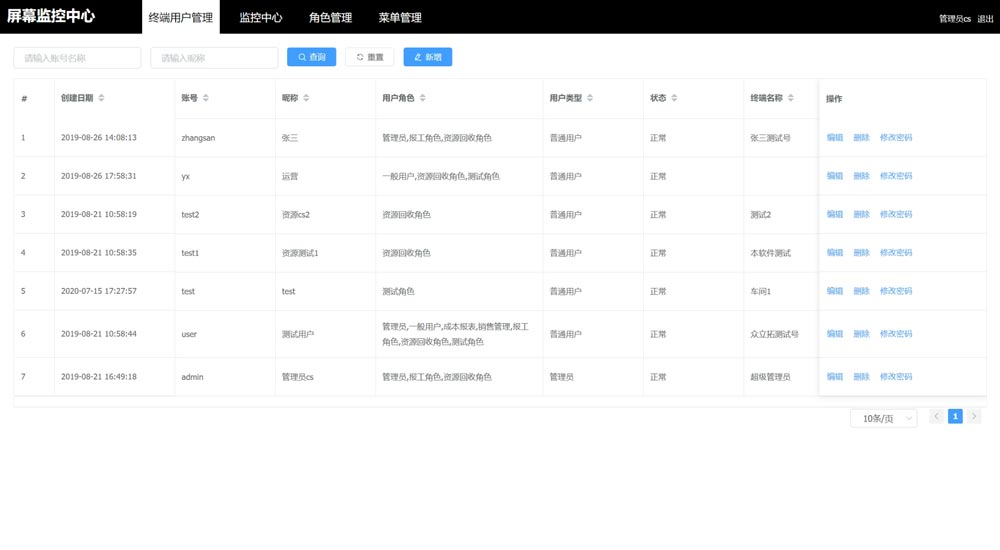 屏幕监控中心 终端用户管理 监控中心 角色管理 菜单管理 管理员cs 退出
请输入账号名称 请输入昵称 查询 重置 新增
# 创建日期 账号 昵称 用户角色 用户类型 状态 终端名称 操作
1 2019-08-26 14:08:13 zhangsan 张三 管理员,报工角色,资源回收角色 普通用户 正常 张三测试号 编辑 删除 修改密码
2 2019-08-26 17:58:31 yx 运营 一般用户,资源回收角色,测试角色 普通用户 正常 编辑 删除 修改密码
3 2019-08-21 10:58:19 test2 资源cs2 资源回收角色 普通用户 正常 测试2 编辑 删除 修改密码
4 2019-08-21 10:58:35 test1 资源测试1 资源回收角色 普通用户 正常 本软件测试 编辑 删除 修改密码
5 2020-07-15 17:27:57 test test 测试角色 普通用户 正常 车间1 编辑 删除 修改密码
6 2019-08-21 10:58:44 user 测试用户 管理员,一般用户,成本报表,销售管理,报工 普通用户 正常 众立拓测试号 编辑 删除 修改密码
角色,资源回收角色,测试角色
7 2019-08-21 16:49:18 admin 管理员cs 管理员,报工角色,资源回收角色 管理员 正常 超级管理员 编辑 删除 修改密码
10条/页 1